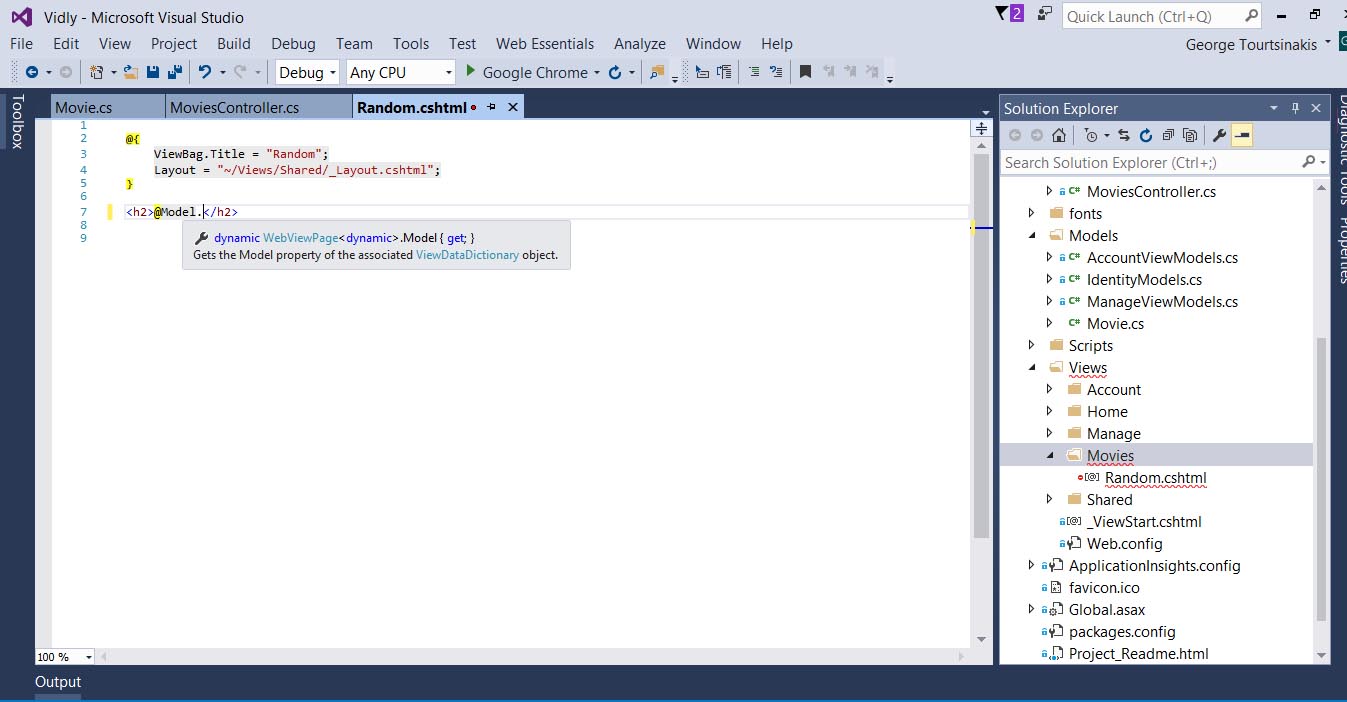 Vidly - Microsoft Visual Studio
2
Quick Launch (Ctrl+Q)
File Edit View Project Build Debug Team Tools Test Web Essentials Analyze Window Help
George Tourtsinakis
Debug Any CPU Google Chrome
Toolbox
Movie.cs MoviesController.cs Random.cshtml
1
2 @{
3 ViewBag.Title = "Random";
4 Layout = "~/Views/Shared/_Layout.cshtml";
5 }
6
7 <h2>@Model.</h2>
8
9
dynamic WebViewPage<dynamic>.Model { get; }
Gets the Model property of the associated ViewDataDictionary object.
100 %
Output
Solution Explorer
Search Solution Explorer (Ctrl+;)
C# MoviesController.cs
fonts
Models
C# AccountViewModels.cs
C# IdentityModels.cs
C# ManageViewModels.cs
C# Movie.cs
Scripts
Views
Account
Home
Manage
Movies
[@] Random.cshtml
Shared
[@] _ViewStart.cshtml
Web.config
ApplicationInsights.config
favicon.ico
Global.asax
packages.config
Project_Readme.html
Diagnostic Tools
Properties